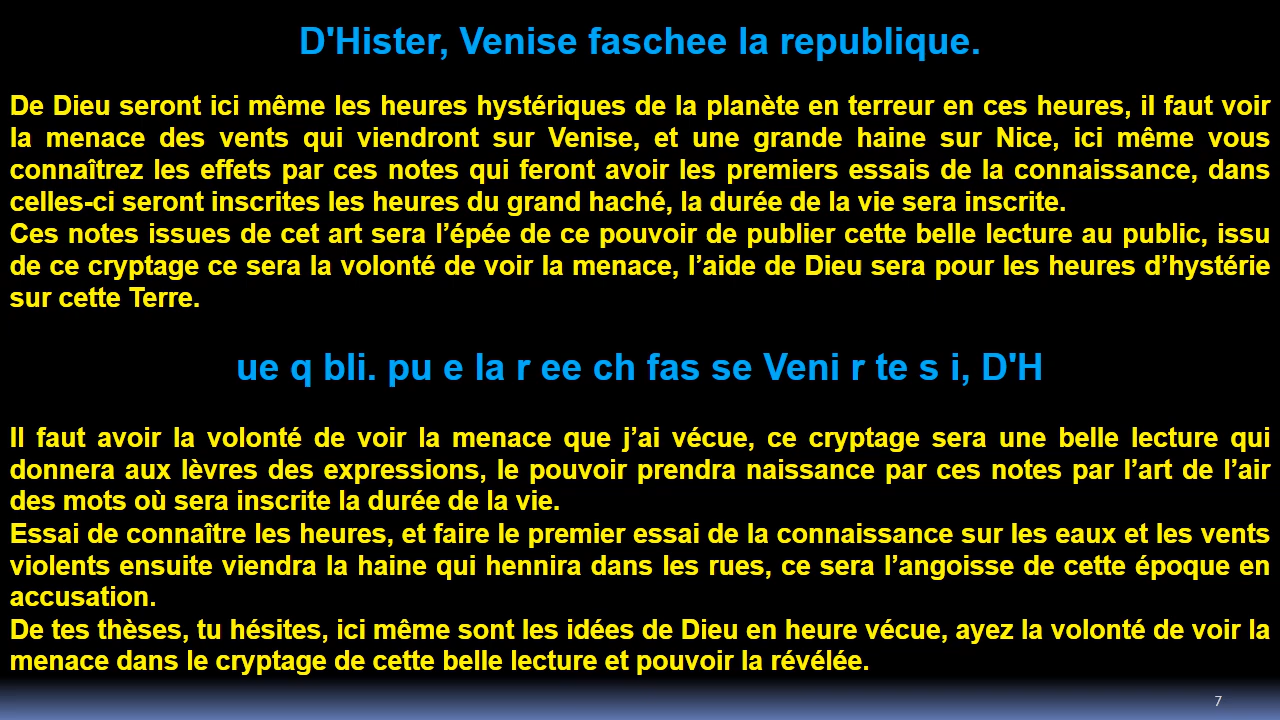 D'Hister, Venise faschee la republique.
De Dieu seront ici même les heures hystériques de la planète en terreur en ces heures, il faut voir
la menace des vents qui viendront sur Venise, et une grande haine sur Nice, ici même vous
connaîtrez les effets par ces notes qui feront avoir les premiers essais de la connaissance, dans
celles-ci seront inscrites les heures du grand haché, la durée de la vie sera inscrite.
Ces notes issues de cet art sera l’épée de ce pouvoir de publier cette belle lecture au public, issu
de ce cryptage ce sera la volonté de voir la menace, l’aide de Dieu sera pour les heures d’hystérie
sur cette Terre.
ue q bli. pu e la r ee ch fas se Veni r te s i, D'H
Il faut avoir la volonté de voir la menace que j’ai vécue, ce cryptage sera une belle lecture qui
donnera aux lèvres des expressions, le pouvoir prendra naissance par ces notes par l’art de l’air
des mots où sera inscrite la durée de la vie.
Essai de connaître les heures, et faire le premier essai de la connaissance sur les eaux et les vents
violents ensuite viendra la haine qui hennira dans les rues, ce sera l’angoisse de cette époque en
accusation.
De tes thèses, tu hésites, ici même sont les idées de Dieu en heure vécue, ayez la volonté de voir la
menace dans le cryptage de cette belle lecture et pouvoir la révélée.
7